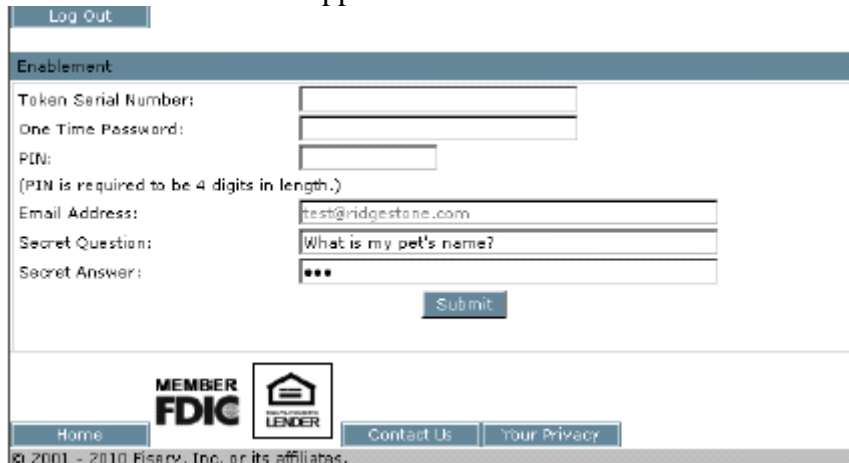 Log Out
Enablement
Token Serial Number:
One Time Password:
PIN:
(PIN is required to be 4 digits in length.)
Email Address: test@ridgestone.com
Secret Question: What is my pet's name?
Secret Answer: •••
Submit
MEMBER
FDIC
LENDER
Home Contact Us Your Privacy
© 2001 - 2010 Fiserv, Inc. or its affiliates.